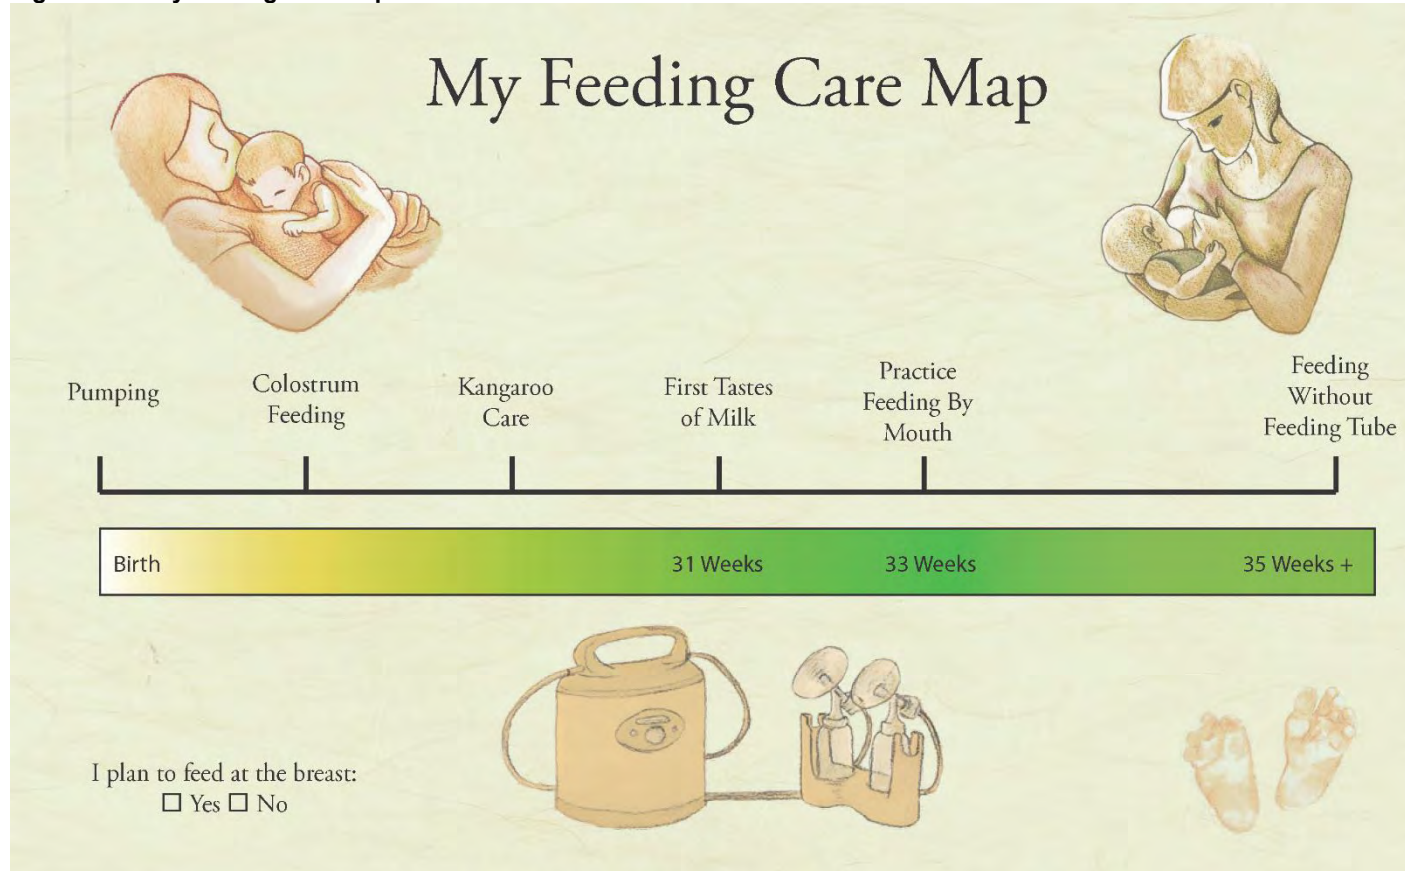 My Feeding Care Map
Pumping
Colostrum
Feeding
Kangaroo
Care
First Tastes
of Milk
Practice
Feeding By
Mouth
Feeding
Without
Feeding Tube
Birth
31 Weeks
33 Weeks
35 Weeks +
I plan to feed at the breast:
☐ Yes ☐ No